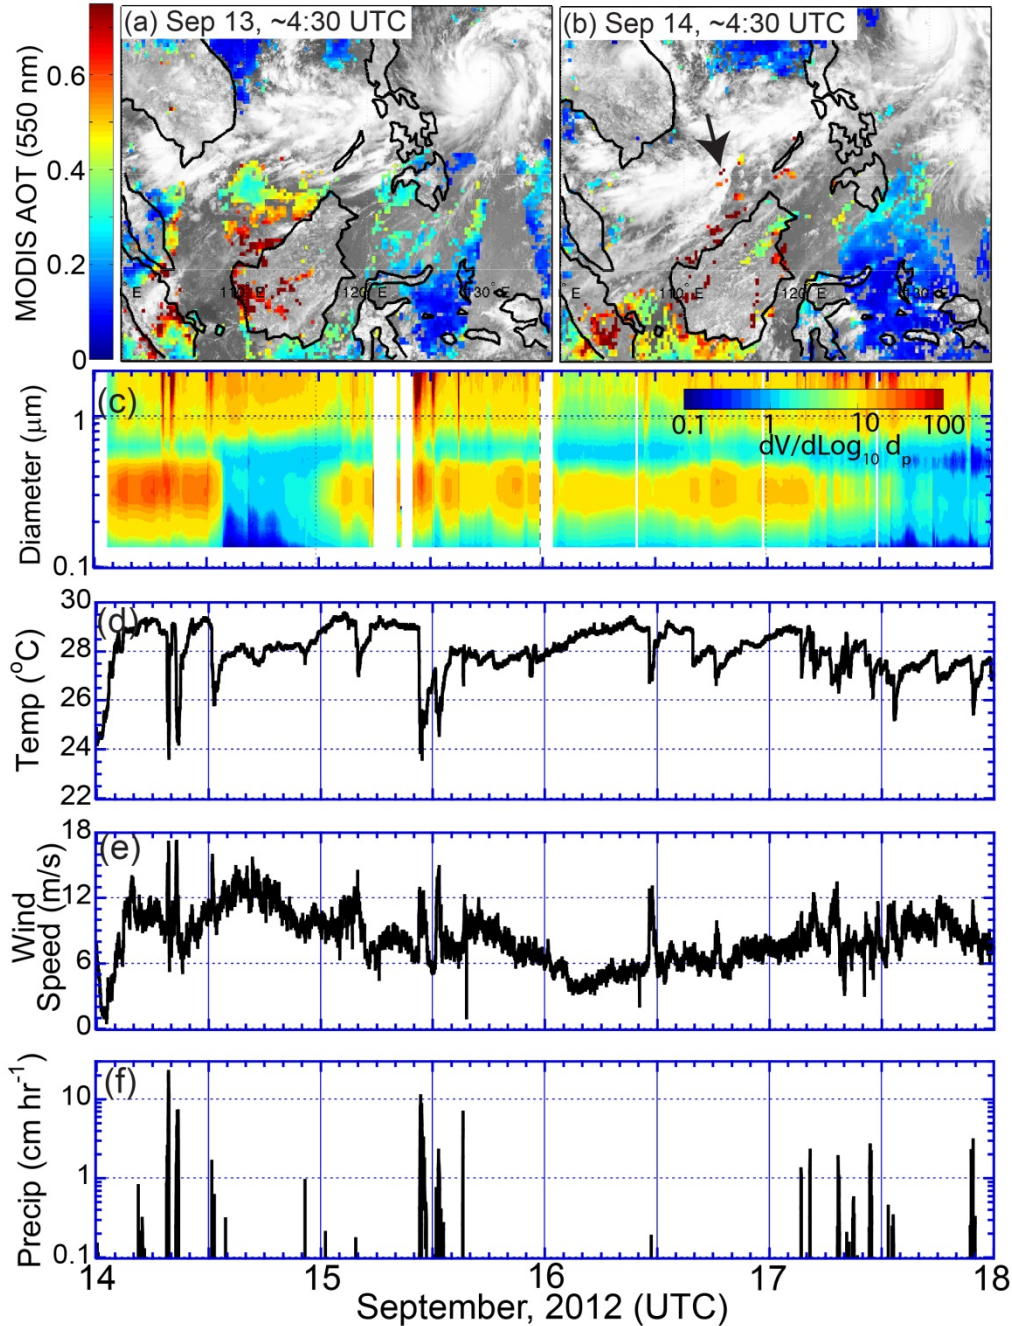 (a) Sep 13, ~4:30 UTC
(b) Sep 14, ~4:30 UTC
MODIS AOT (550 nm)
0.6
0.4
0.2
0
E 110° E 120° E 130° E
E 110° E 120° E 130° E
(c)
Diameter (μm)
1
0.1
0.1 1 10 100
dV/dLog10 dp
(d)
Temp (°C)
30
28
26
24
22
(e)
Wind
Speed (m/s)
18
12
6
0
(f)
Precip (cm hr-1)
10
1
0.1
14 15 16 17 18
September, 2012 (UTC)